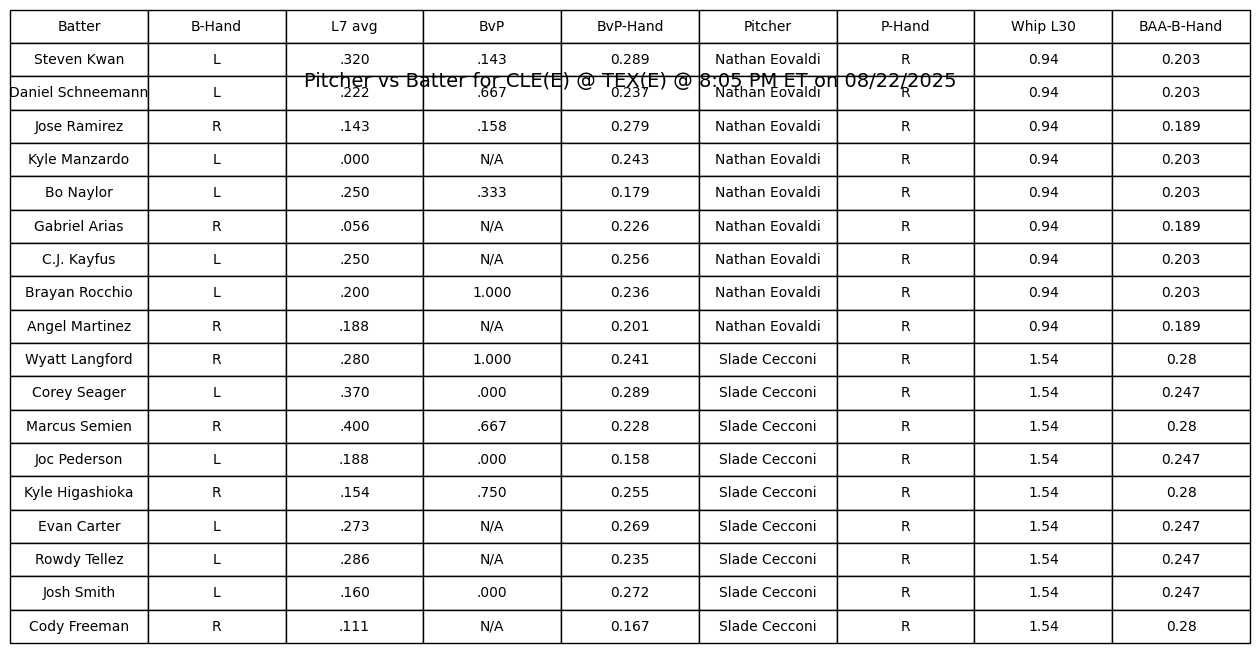 Batter B-Hand L7 avg BvP BvP-Hand Pitcher P-Hand Whip L30 BAA-B-Hand
Steven Kwan L .320 .143 0.289 Nathan Eovaldi R 0.94 0.203
Pitcher vs Batter for CLE(E) @ TEX(E) @ 8:05 PM ET on 08/22/2025
Daniel Schneemann L .222 .667 0.237 Nathan Eovaldi R 0.94 0.203
Jose Ramirez R .143 .158 0.279 Nathan Eovaldi R 0.94 0.189
Kyle Manzardo L .000 N/A 0.243 Nathan Eovaldi R 0.94 0.203
Bo Naylor L .250 .333 0.179 Nathan Eovaldi R 0.94 0.203
Gabriel Arias R .056 N/A 0.226 Nathan Eovaldi R 0.94 0.189
C.J. Kayfus L .250 N/A 0.256 Nathan Eovaldi R 0.94 0.203
Brayan Rocchio L .200 1.000 0.236 Nathan Eovaldi R 0.94 0.203
Angel Martinez R .188 N/A 0.201 Nathan Eovaldi R 0.94 0.189
Wyatt Langford R .280 1.000 0.241 Slade Cecconi R 1.54 0.28
Corey Seager L .370 .000 0.289 Slade Cecconi R 1.54 0.247
Marcus Semien R .400 .667 0.228 Slade Cecconi R 1.54 0.28
Joc Pederson L .188 .000 0.158 Slade Cecconi R 1.54 0.247
Kyle Higashioka R .154 .750 0.255 Slade Cecconi R 1.54 0.28
Evan Carter L .273 N/A 0.269 Slade Cecconi R 1.54 0.247
Rowdy Tellez L .286 N/A 0.235 Slade Cecconi R 1.54 0.247
Josh Smith L .160 .000 0.272 Slade Cecconi R 1.54 0.247
Cody Freeman R .111 N/A 0.167 Slade Cecconi R 1.54 0.28